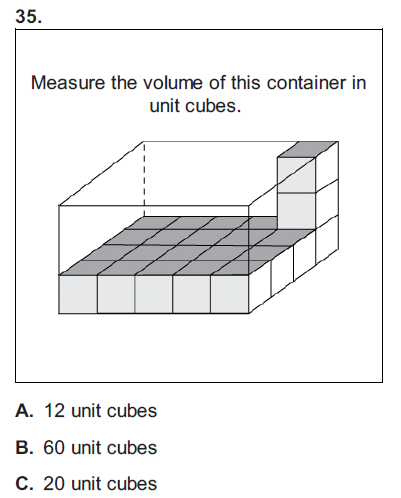 35.
Measure the volume of this container in
unit cubes.
A. 12 unit cubes
B. 60 unit cubes
C. 20 unit cubes